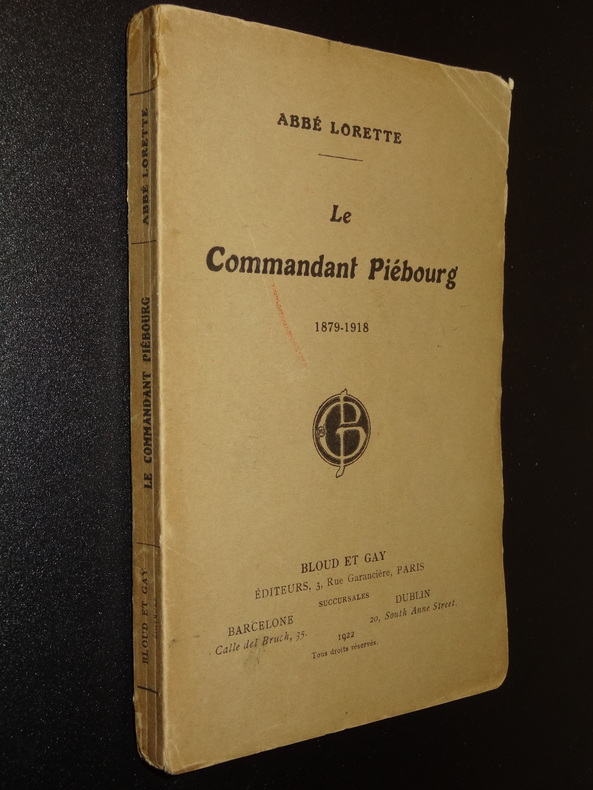 ABBÉ LORETTE
Le
Commandant Piébourg
1879-1918
BLOUD ET GAY
ÉDITEURS, 3, Rue Garancière, PARIS
SUCCURSALES
BARCELONE
Calle del Bruch, 35.
DUBLIN
20, South Anne Street.
1922
Tous droits réservés.
ABBÉ LORETTE
LE COMMANDANT PIÉBOURG
BLOUD ET GAY